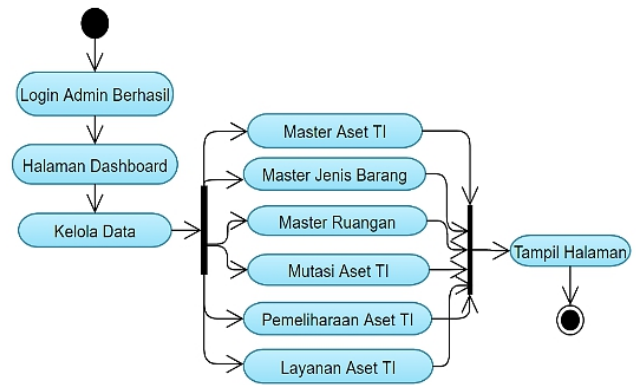 Login Admin Berhasil
Halaman Dashboard
Kelola Data
Master Aset TI
Master Jenis Barang
Master Ruangan
Mutasi Aset TI
Pemeliharaan Aset TI
Layanan Aset TI
Tampil Halaman